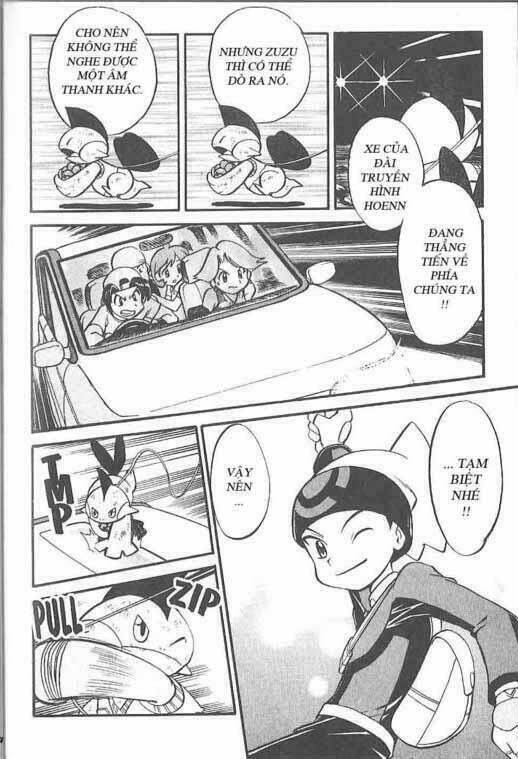 CHO NÊN
KHÔNG THỂ
NGHE ĐƯỢC
MỘT ÂM
THANH KHÁC.
NHƯNG ZUZU
THÌ CÓ THỂ
DÒ RA NÓ.
XE CỦA
ĐÀI
TRUYỀN
HÌNH
HOENN
ĐANG
THẲNG
TIẾN VỀ
PHÍA
CHÚNG TA
!!
TMP
VẬY
NÊN
...
... TẠM
BIỆT
NHÉ
!!
PULL
ZIP